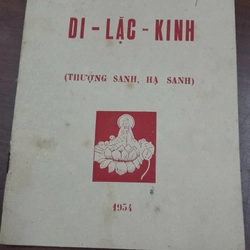 DI - LẶC - KINH
(THƯỢNG SANH, HẠ SANH)
1954